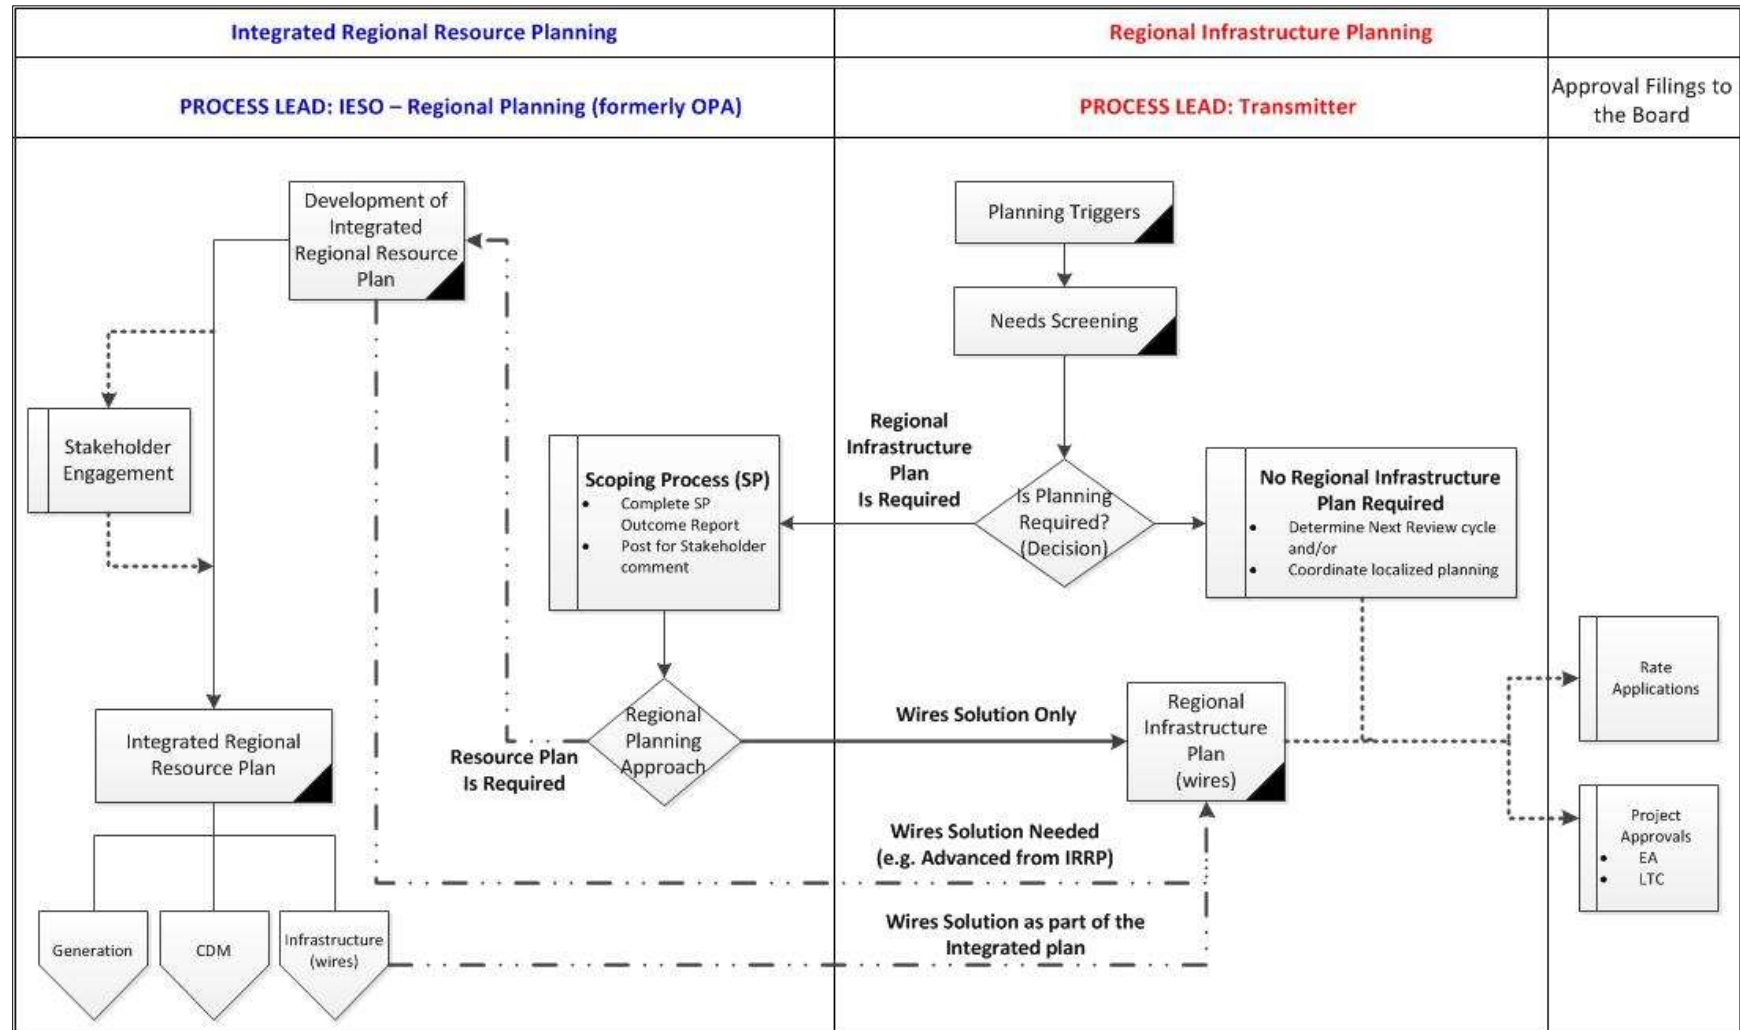 Integrated Regional Resource Planning
Regional Infrastructure Planning
PROCESS LEAD: IESO – Regional Planning (formerly OPA)
PROCESS LEAD: Transmitter
Approval Filings to
the Board
Development of
Integrated
Regional Resource
Plan
Planning Triggers
Needs Screening
Stakeholder
Engagement
Scoping Process (SP)
• Complete SP
Outcome Report
• Post for Stakeholder
comment
Regional
Infrastructure
Plan
Is Required
Is Planning
Required?
(Decision)
No Regional Infrastructure
Plan Required
• Determine Next Review cycle
and/or
• Coordinate localized planning
Integrated Regional
Resource Plan
Resource Plan
Is Required
Regional
Planning
Approach
Wires Solution Only
Regional
Infrastructure
Plan
(wires)
Rate
Applications
Project
Approvals
• EA
• LTC
Wires Solution Needed
(e.g. Advanced from IRRP)
Wires Solution as part of the
Integrated plan
Generation
CDM
Infrastructure
(wires)